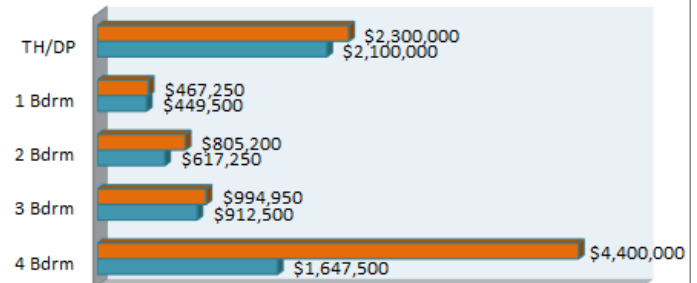 TH/DP
$2,300,000
$2,100,000
1 Bdrm
$467,250
$449,500
2 Bdrm
$805,200
$617,250
3 Bdrm
$994,950
$912,500
4 Bdrm
$4,400,000
$1,647,500